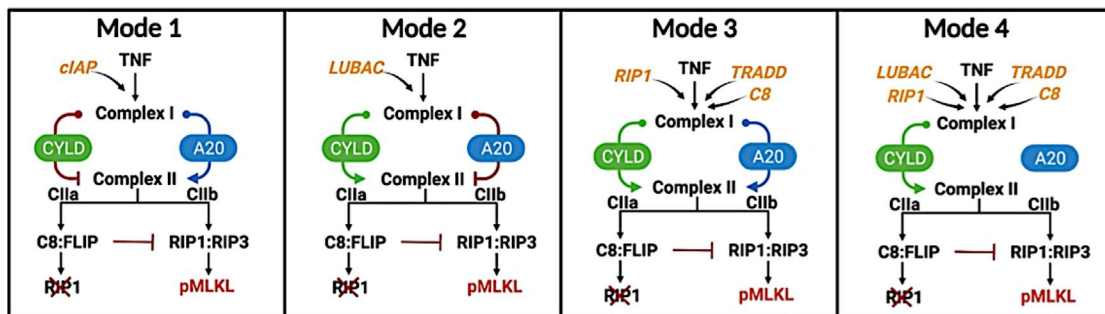 Mode 1
cIAP TNF
Complex I
CYLD A20
Complex II
CIIa CIIb
C8:FLIP RIP1:RIP3
RIP1 pMLKL
Mode 2
LUBAC TNF
Complex I
CYLD A20
Complex II
CIIa CIIb
C8:FLIP RIP1:RIP3
RIP1 pMLKL
Mode 3
RIP1 TNF TRADD
C8
Complex I
CYLD A20
Complex II
CIIa CIIb
C8:FLIP RIP1:RIP3
RIP1 pMLKL
Mode 4
LUBAC TNF TRADD
RIP1 C8
Complex I
CYLD A20
Complex II
CIIa CIIb
C8:FLIP RIP1:RIP3
RIP1 pMLKL